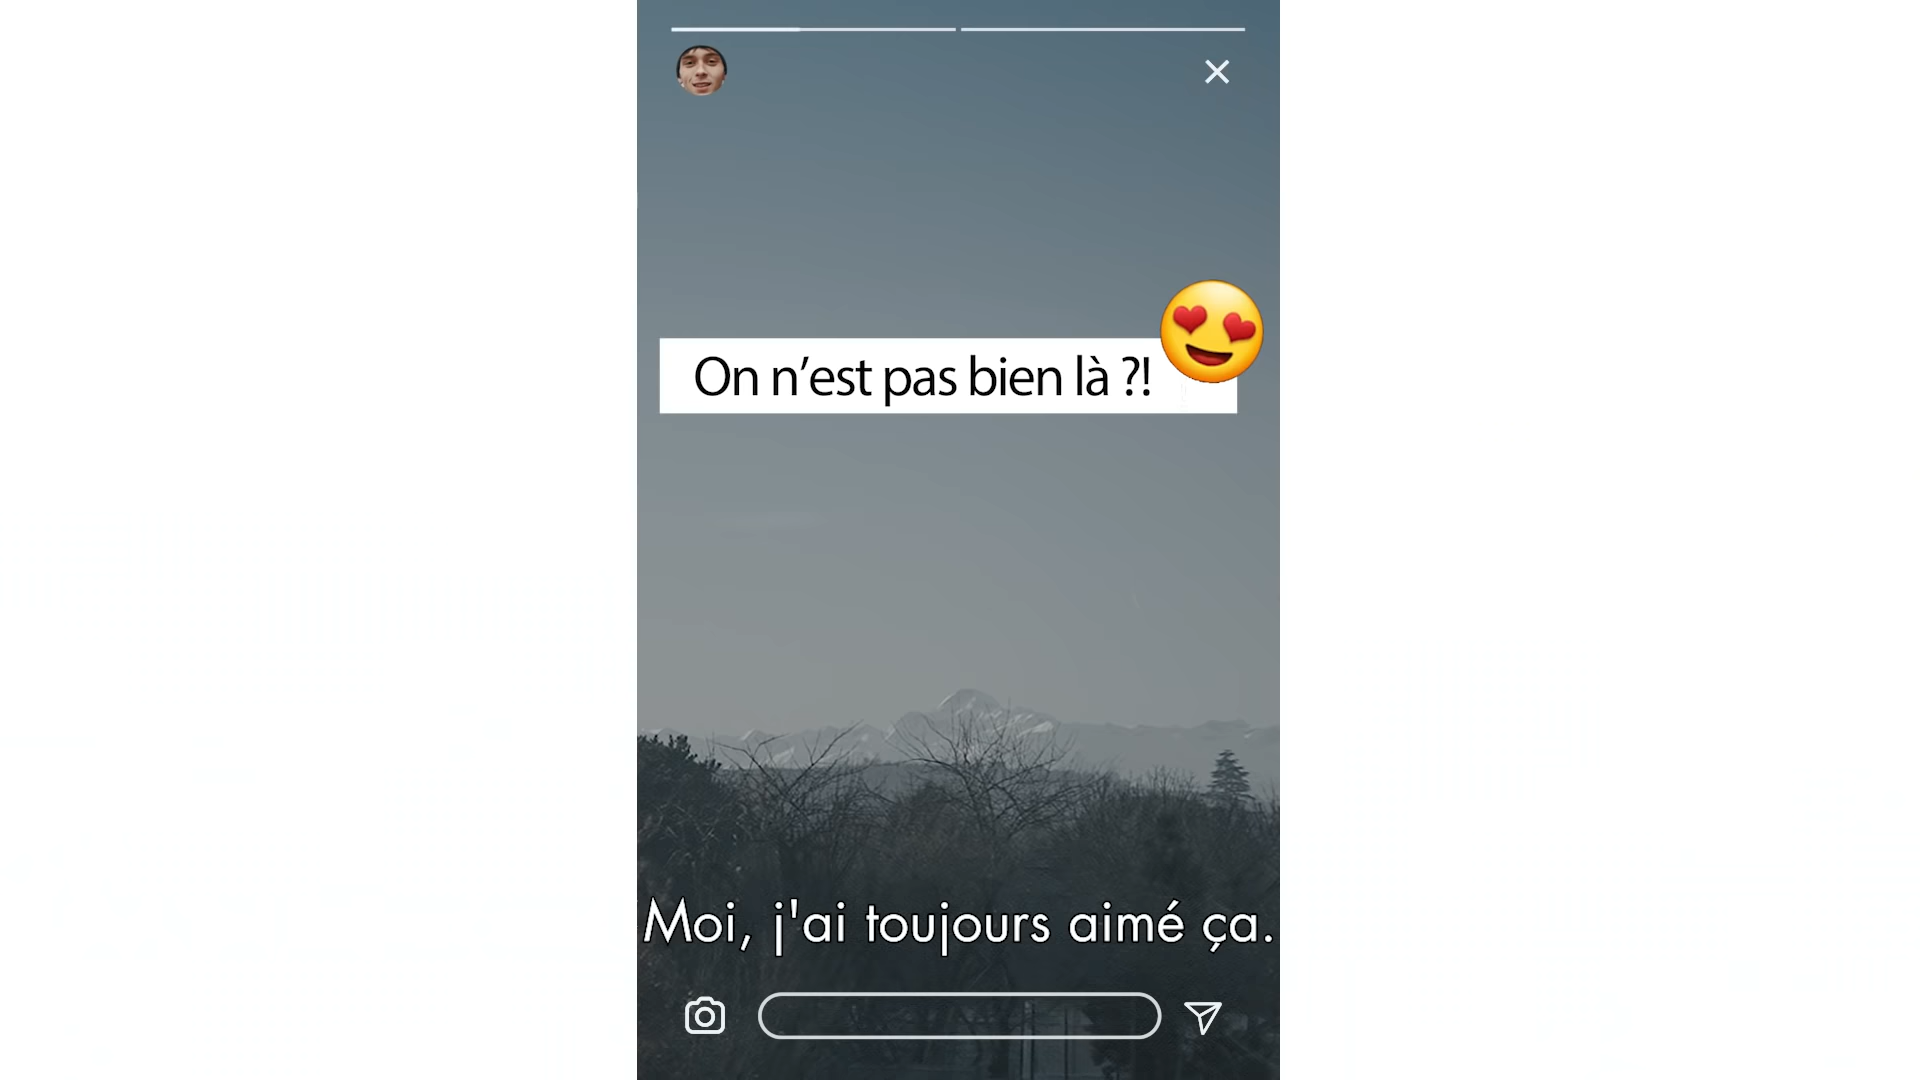 On n’est pas bien là ?!
Moi, j'ai toujours aimé ça.